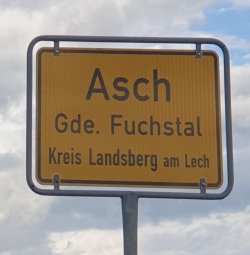 Asch
Gde. Fuchstal
Kreis Landsberg am Lech